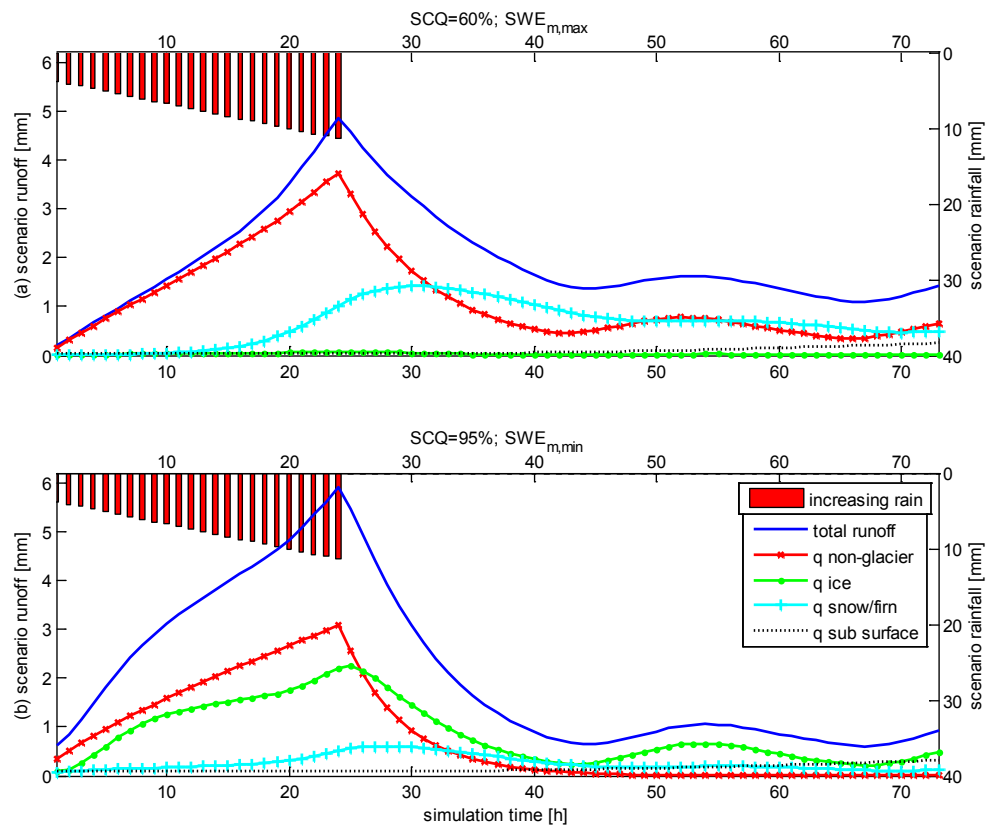 SCQ=60%; SWEm,max
10 20 30 40 50 60 70
(a) scenario runoff [mm]
6
5
4
3
2
1
0
0
10
20
30
40
scenario rainfall [mm]
10 20 30 40 50 60 70
SCQ=95%; SWEm,min
10 20 30 40 50 60 70
(b) scenario runoff [mm]
6
5
4
3
2
1
0
0
10
20
30
40
scenario rainfall [mm]
increasing rain
total runoff
q non-glacier
q ice
q snow/firn
q sub surface
10 20 30 40 50 60 70
simulation time [h]